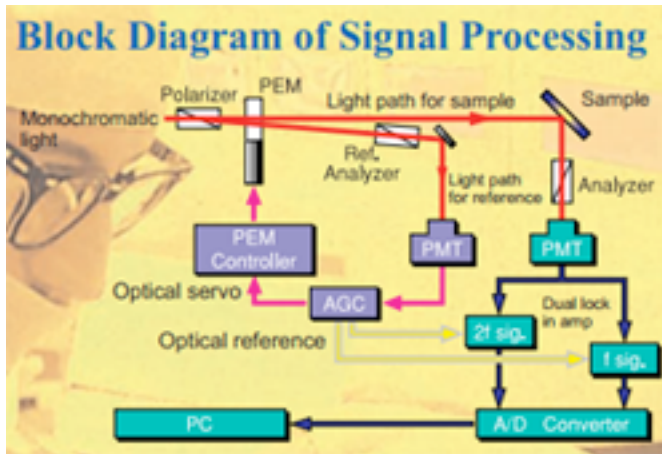 Block Diagram of Signal Processing
PEM
Polarizer
Light path for sample
Sample
Monochromatic
light
Ref.
Analyzer
Light path
for reference
Analyzer
PEM
Controller
PMT
PMT
Optical servo
AGC
Dual lock
in amp
2f sig.
Optical reference
f sig.
PC
A/D Converter